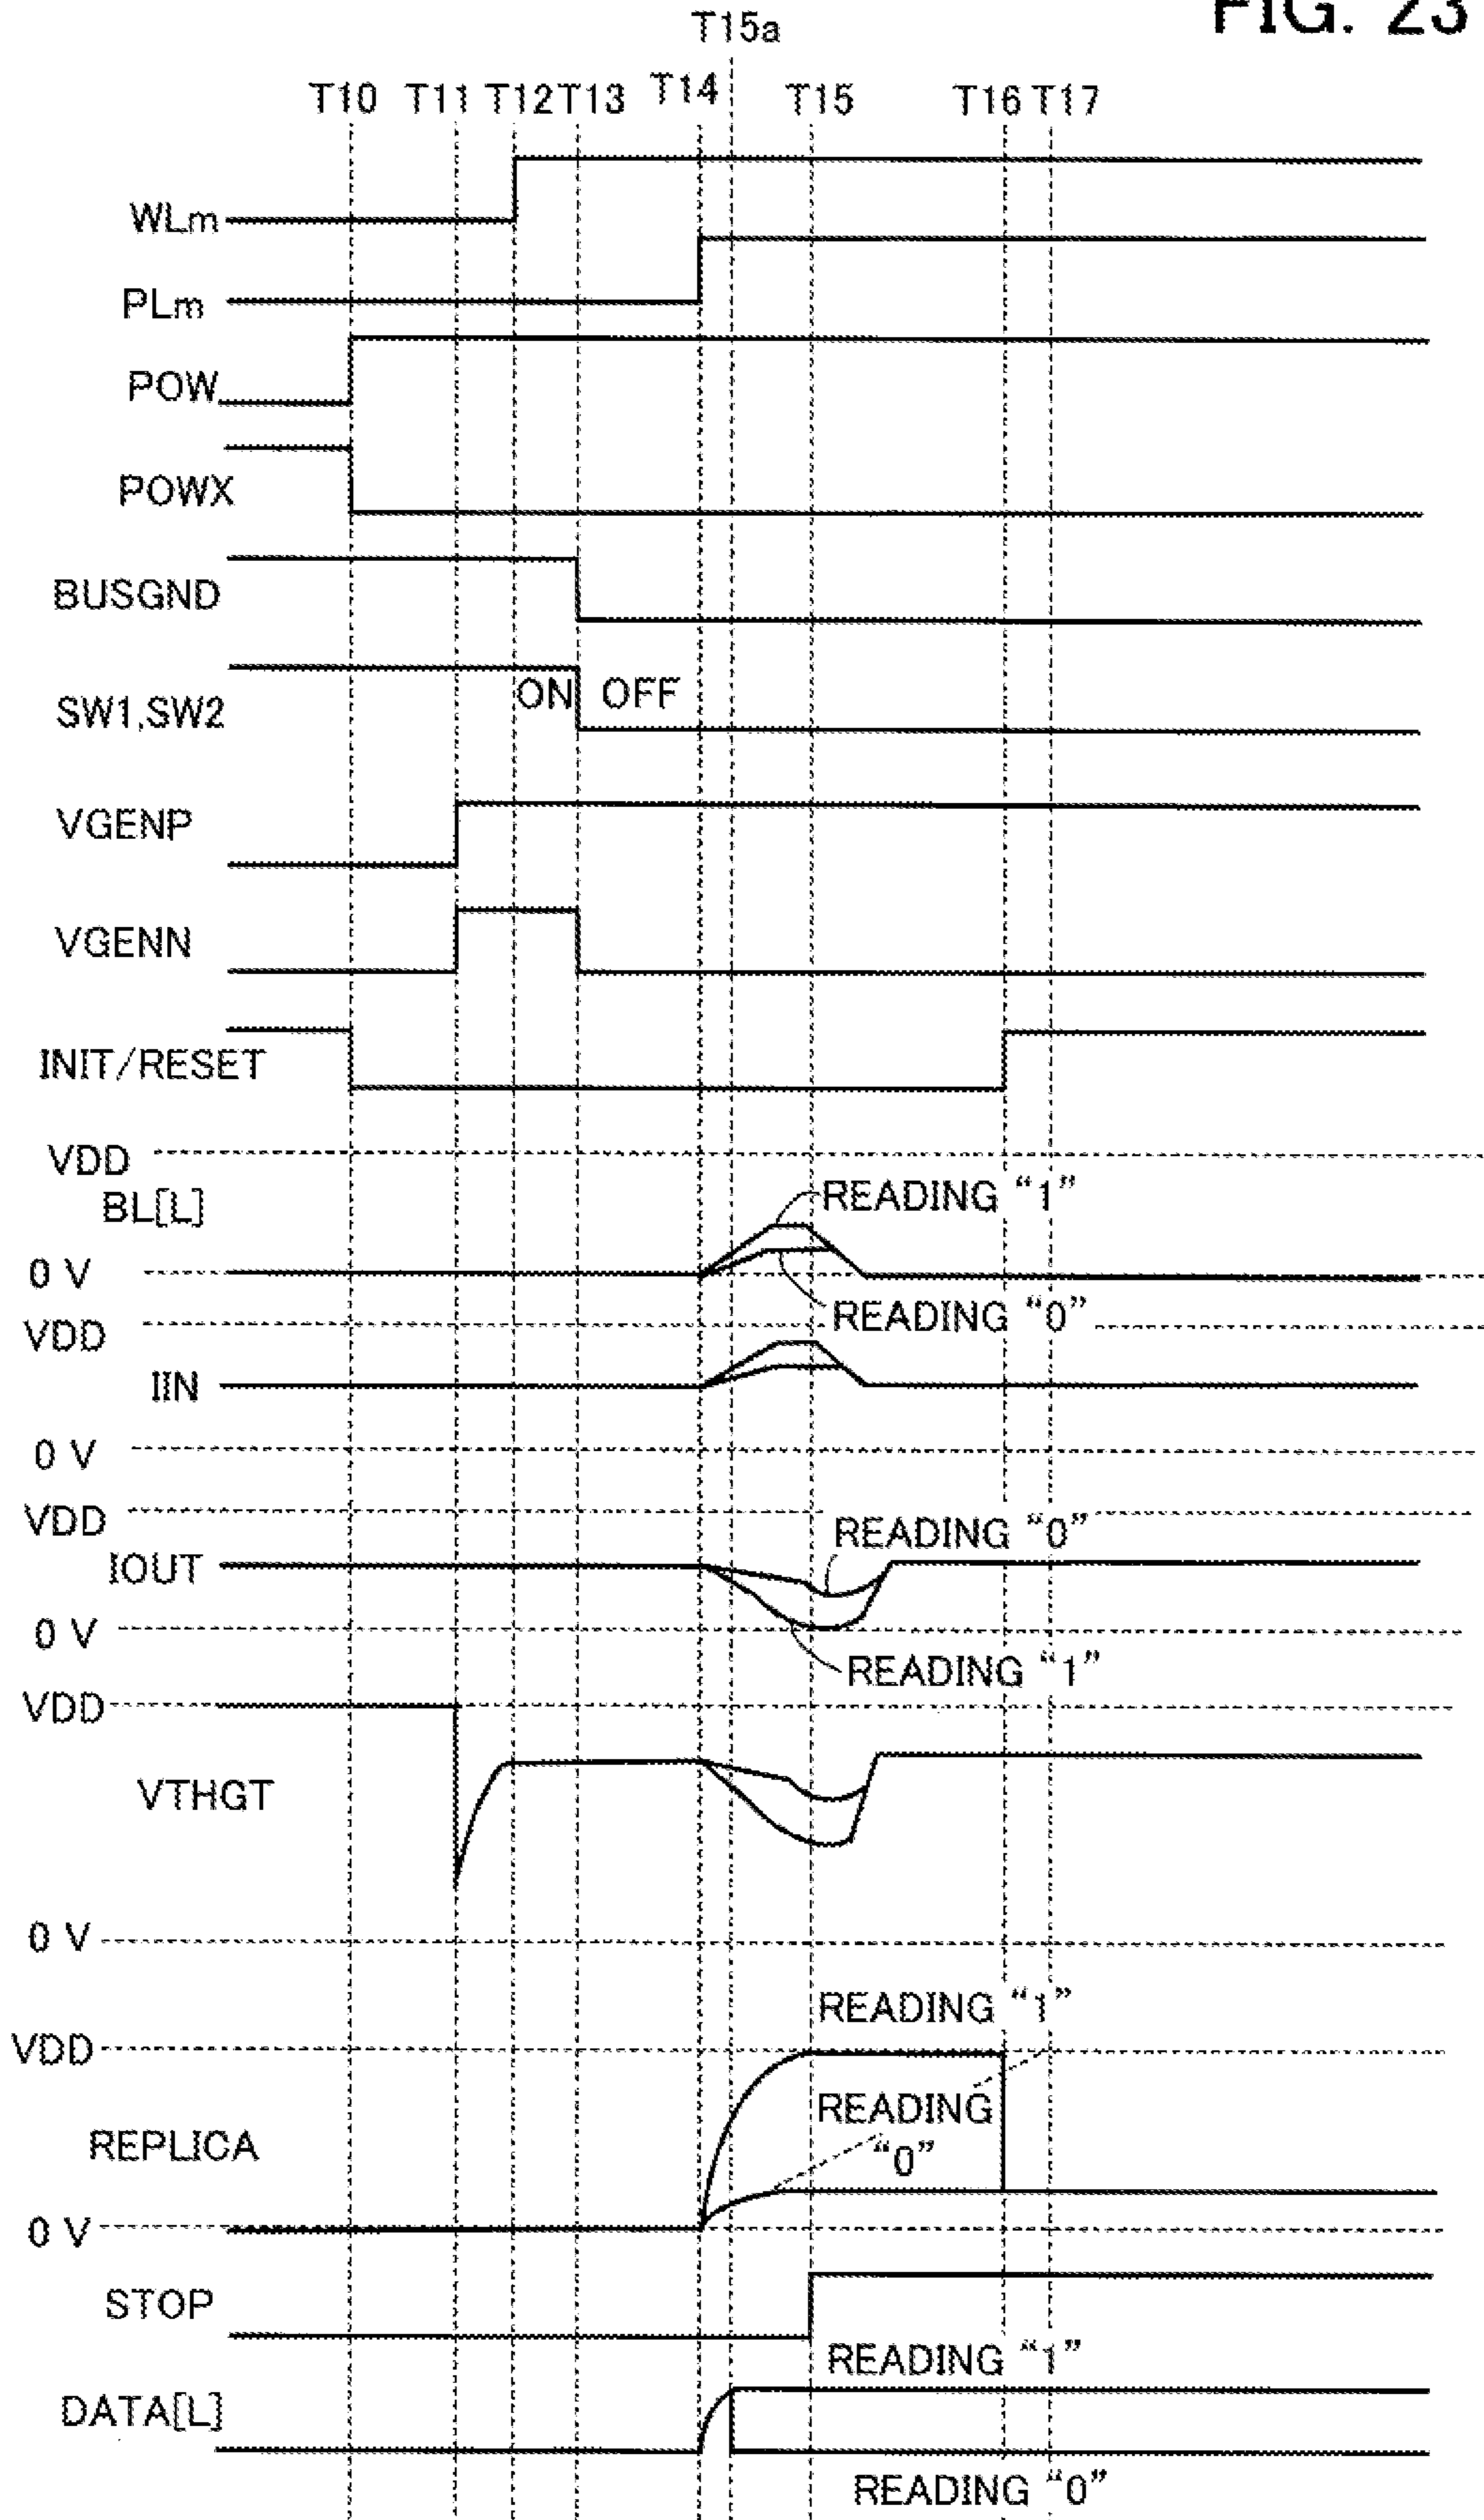 FIG. 23
T15a
T10 T11 T12 T13 T14 T15 T16 T17
WLm
PLm
POW
POWX
BUSGND
ON OFF
SW1,SW2
VGENP
VGENN
INIT/RESET
VDD
READING “1”
BL[L]
0 V
READING “0”
VDD
IIN
0 V
VDD
READING “0”
IOUT
0 V
READING “1”
VDD
VTHGT
0 V
READING “1”
VDD
READING
“0”
REPLICA
0 V
STOP
READING “1”
DATA[L]
READING “0”